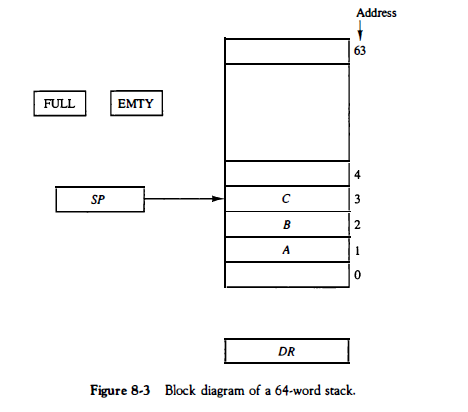 Address
63
FULL EMTY
4
SP C 3
B 2
A 1
0
DR
Figure 8-3 Block diagram of a 64-word stack.